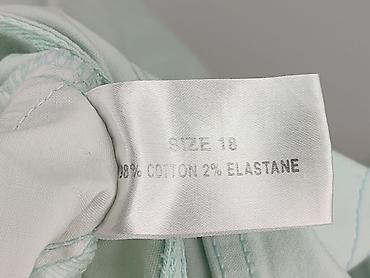 SIZE 18
98% COTTON 2% ELASTANE